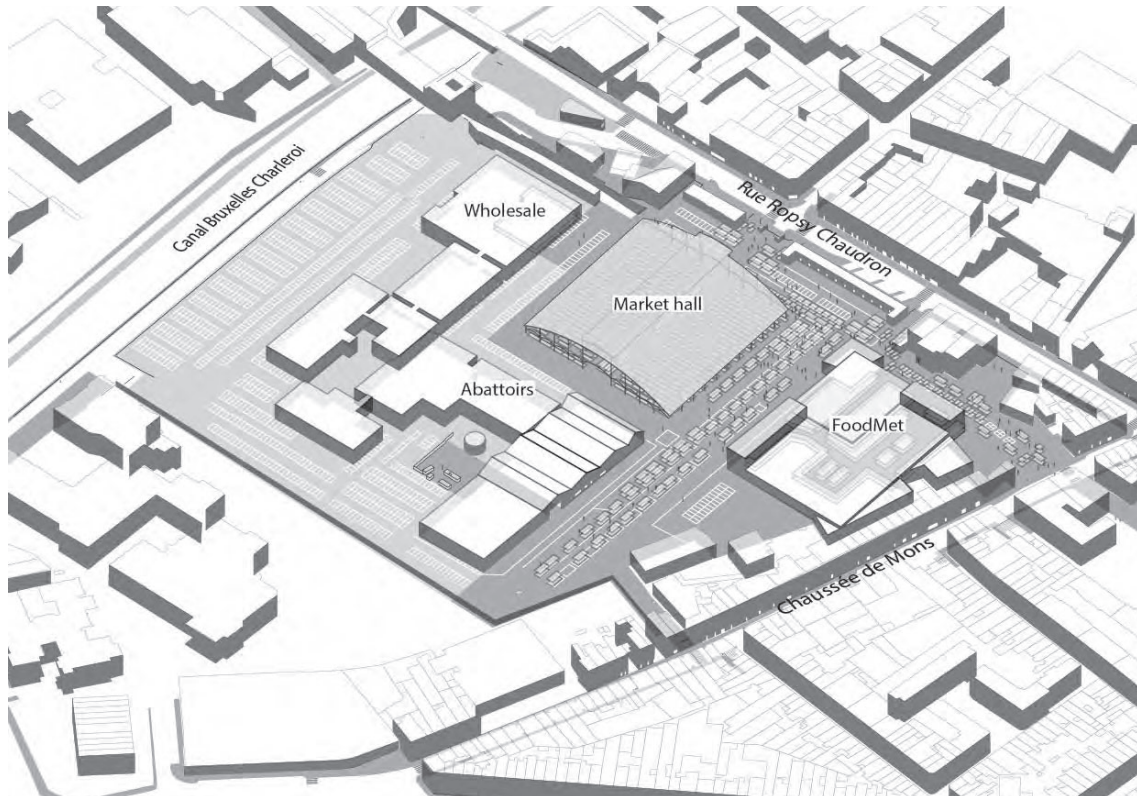 Canal Bruxelles Charleroi
Wholesale
Rue Ropsy Chaudron
Market hall
Abattoirs
FoodMet
Chaussée de Mons